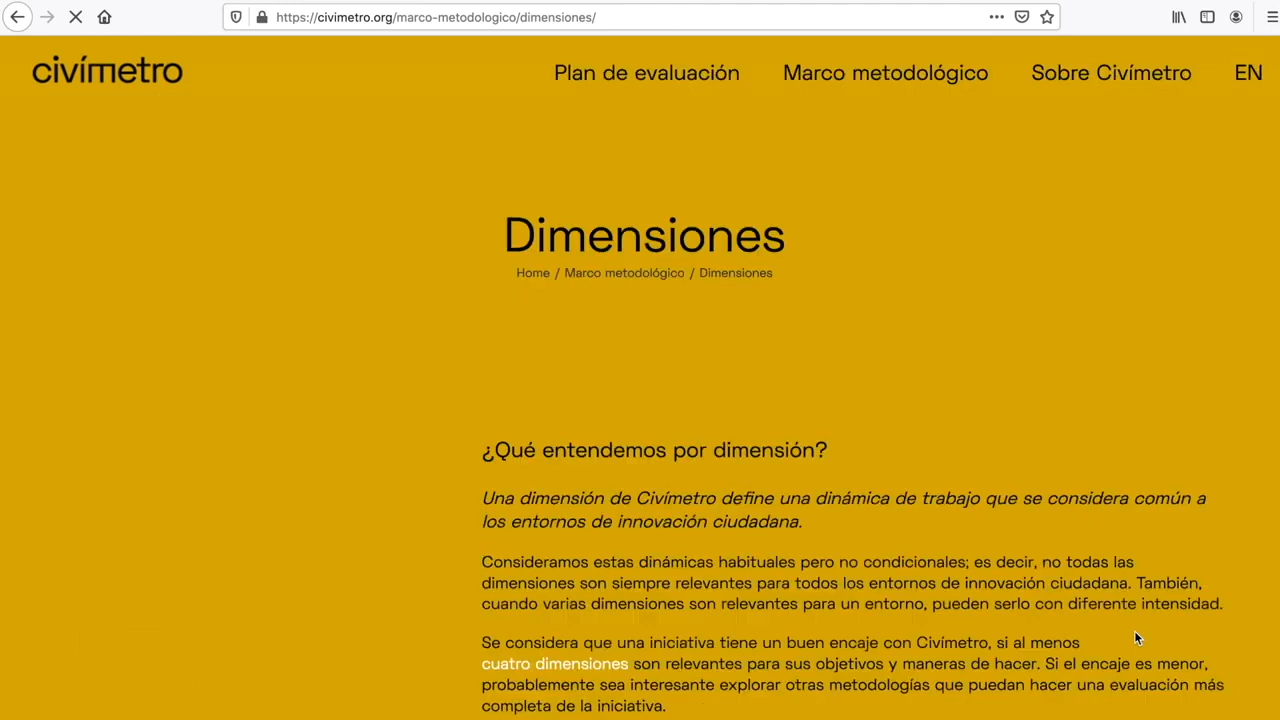 https://civimetro.org/marco-metodologico/dimensiones/
civímetro
Plan de evaluación
Marco metodológico
Sobre Civímetro
EN
Dimensiones
Home / Marco metodológico / Dimensiones
¿Qué entendemos por dimensión?
Una dimensión de Civímetro define una dinámica de trabajo que se considera común a
los entornos de innovación ciudadana.
Consideramos estas dinámicas habituales pero no condicionales; es decir, no todas las
dimensiones son siempre relevantes para todos los entornos de innovación ciudadana. También,
cuando varias dimensiones son relevantes para un entorno, pueden serlo con diferente intensidad.
Se considera que una iniciativa tiene un buen encaje con Civímetro, si al menos
cuatro dimensiones son relevantes para sus objetivos y maneras de hacer. Si el encaje es menor,
probablemente sea interesante explorar otras metodologías que puedan hacer una evaluación más
completa de la iniciativa.